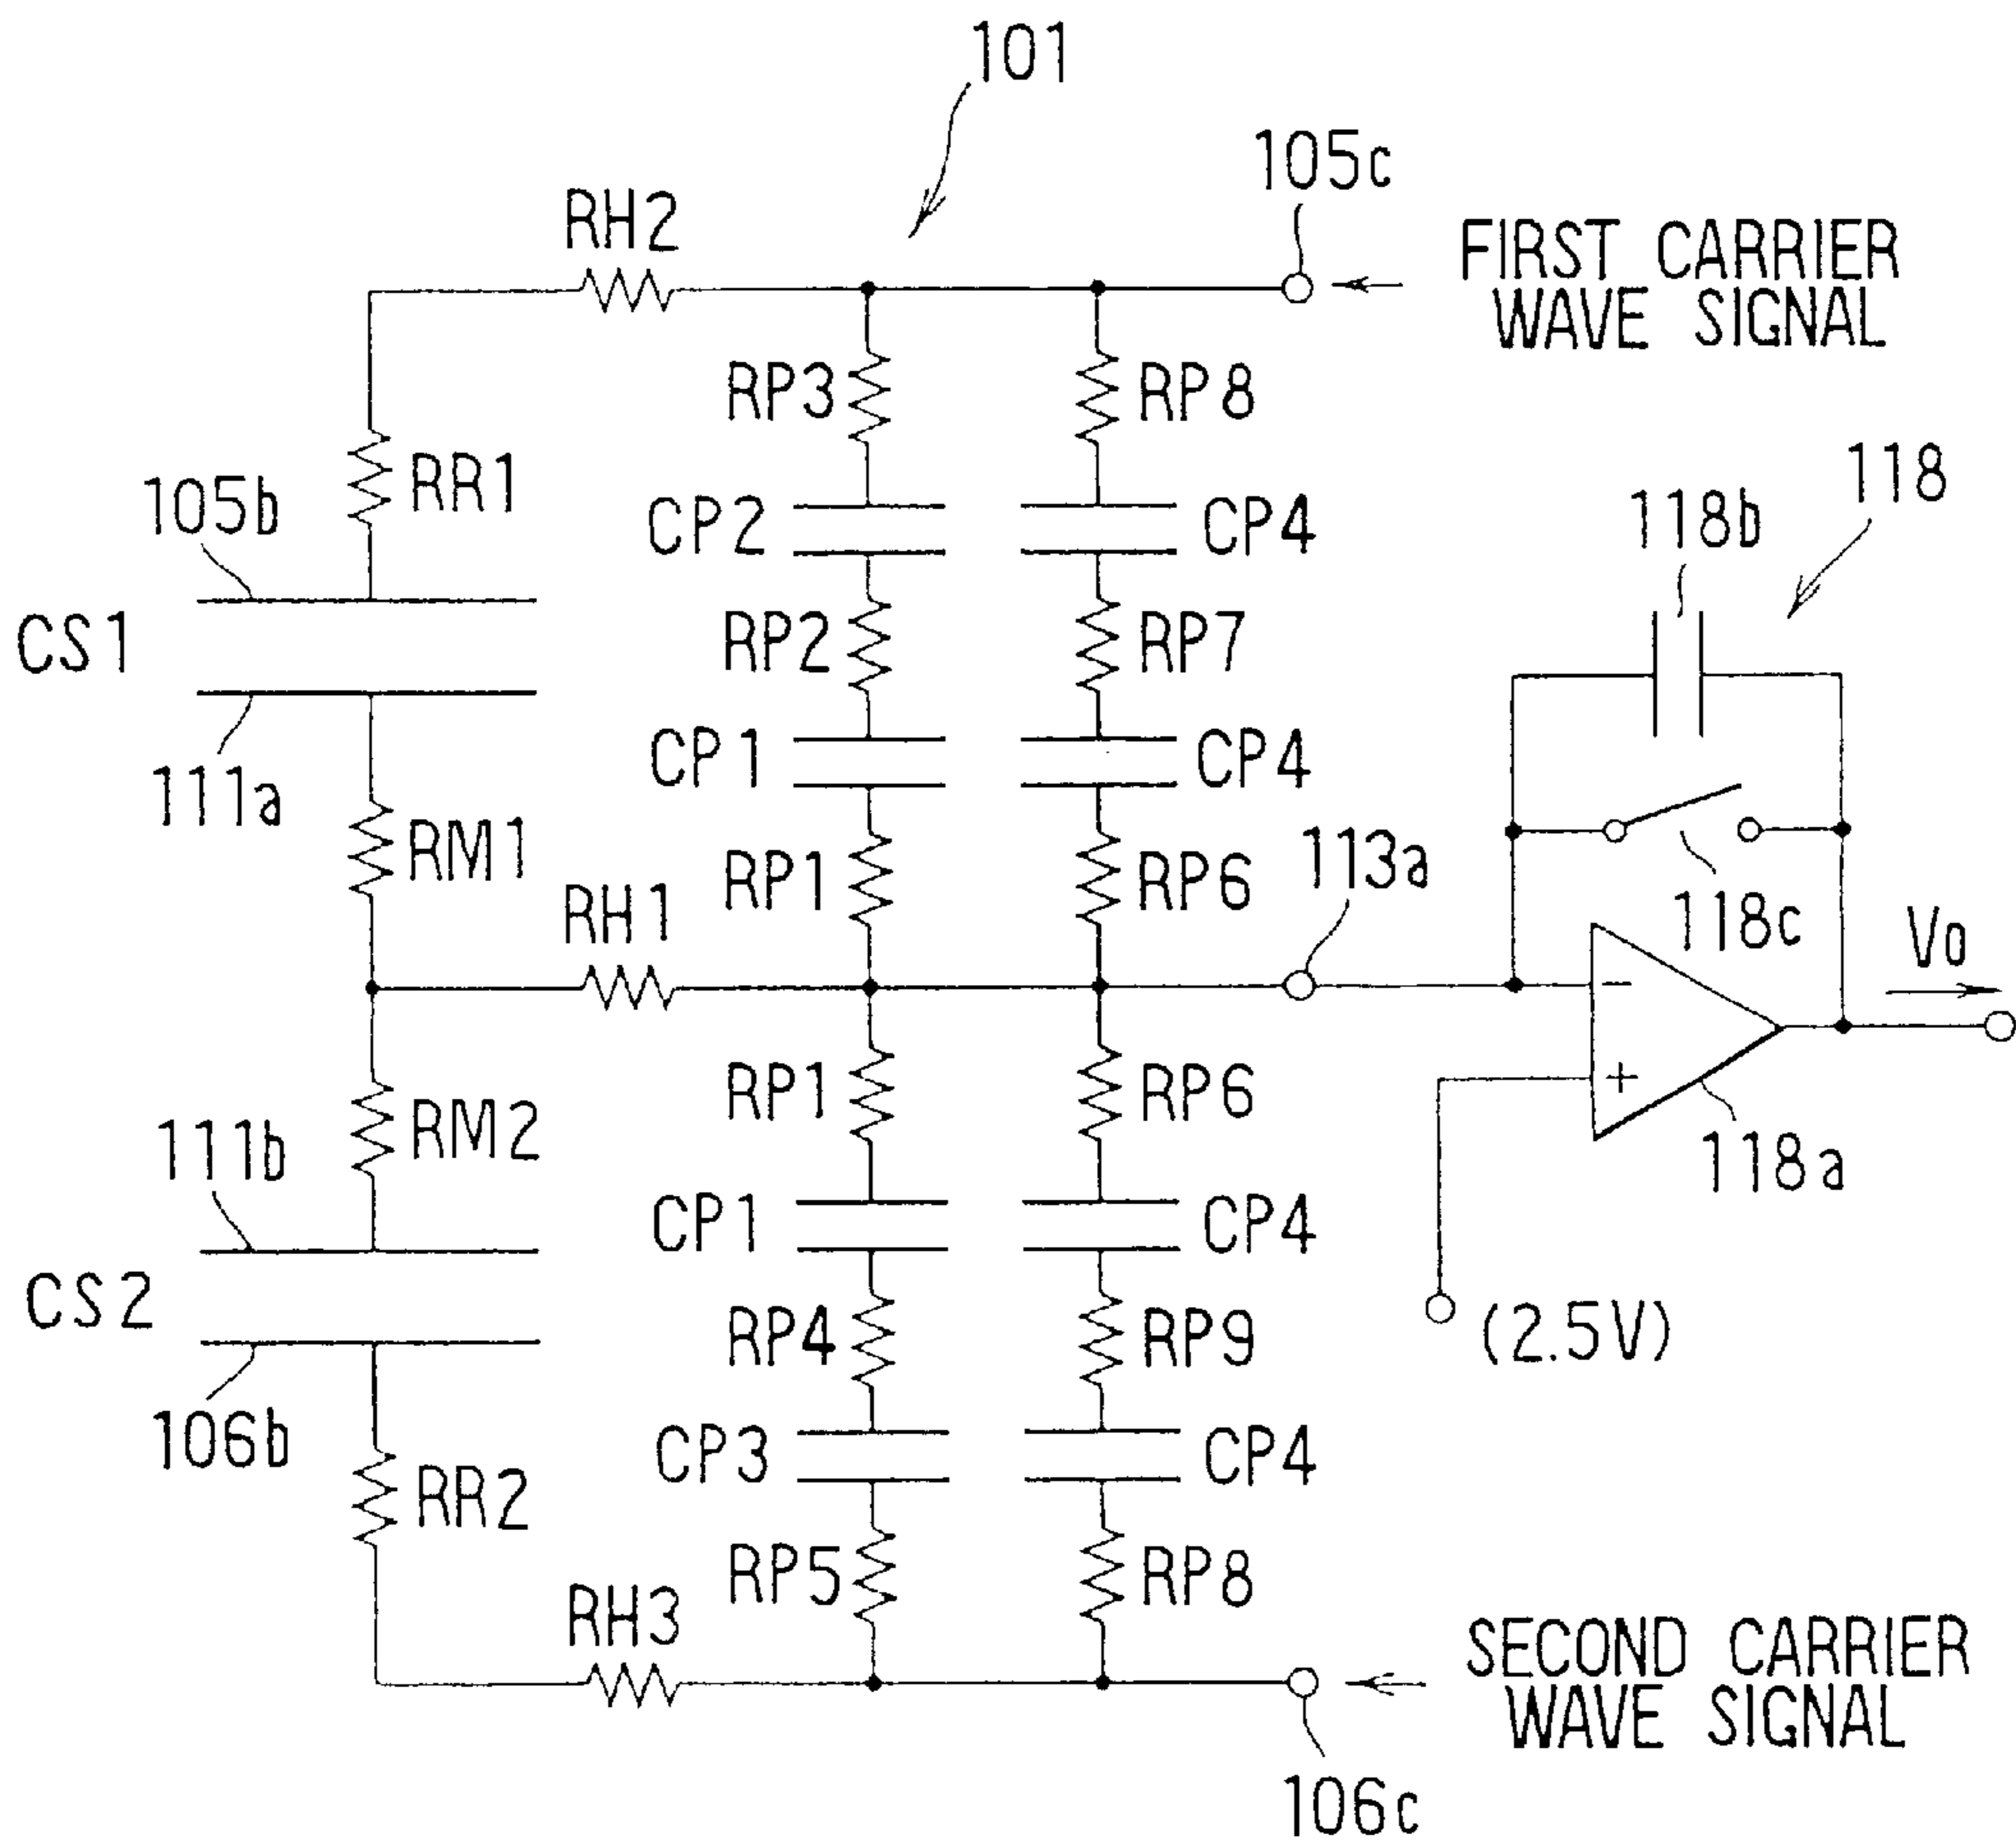 101
105c
RH2
FIRST CARRIER
WAVE SIGNAL
RP3
RP8
RR1
105b
CP2
CP4
118b
118
CS1
RP2
RP7
111a
CP1
CP4
RM1
RP1
RP6
113a
RH1
118c
Vo
−
RP1
RP6
+
RM2
111b
118a
CP1
CP4
CS2
RP4
RP9
(2.5V)
106b
CP3
CP4
RR2
RP5
RP8
RH3
SECOND CARRIER
WAVE SIGNAL
106c